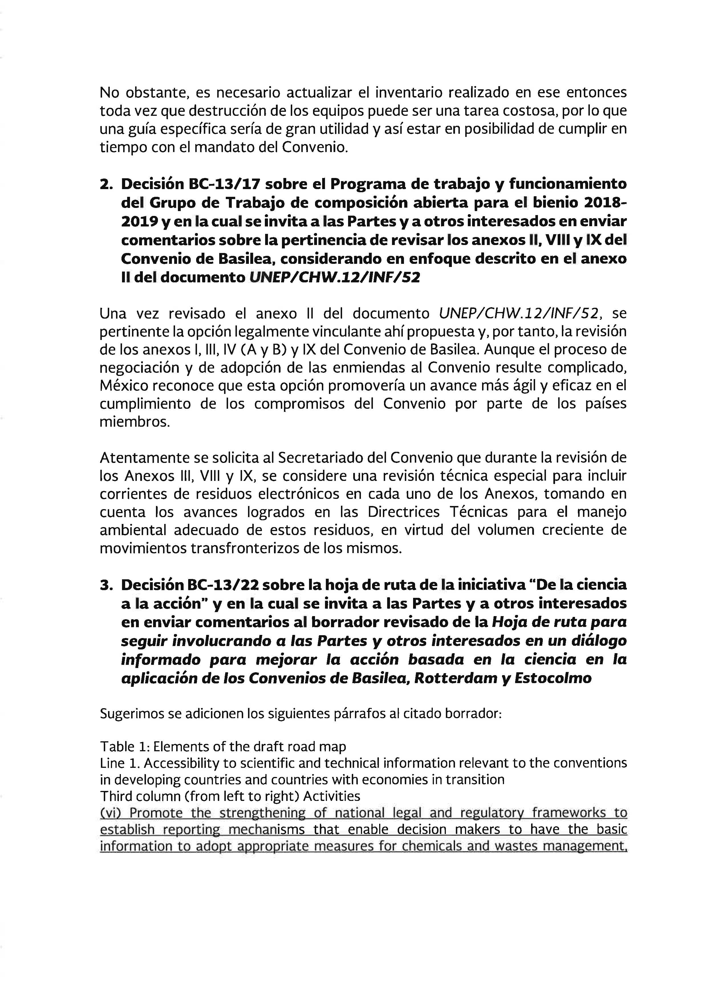 No obstante, es necesario actualizar el inventario realizado en ese entonces
toda vez que destrucción de los equipos puede ser una tarea costosa, por lo que
una guía específica sería de gran utilidad y así estar en posibilidad de cumplir en
tiempo con el mandato del Convenio.
2. Decisión BC-13/17 sobre el Programa de trabajo y funcionamiento
del Grupo de Trabajo de composición abierta para el bienio 2018-
2019 y en la cual se invita a las Partes y a otros interesados en enviar
comentarios sobre la pertinencia de revisar los anexos II, VIII y IX del
Convenio de Basilea, considerando en enfoque descrito en el anexo
II del documento UNEP/CHW.12/INF/52
Una vez revisado el anexo II del documento UNEP/CHW.12/INF/52, se
pertinente la opción legalmente vinculante ahí propuesta y, por tanto, la revisión
de los anexos I, III, IV (A y B) y IX del Convenio de Basilea. Aunque el proceso de
negociación y de adopción de las enmiendas al Convenio resulte complicado,
México reconoce que esta opción promovería un avance más ágil y eficaz en el
cumplimiento de los compromisos del Convenio por parte de los países
miembros.
Atentamente se solicita al Secretariado del Convenio que durante la revisión de
los Anexos III, VIII y IX, se considere una revisión técnica especial para incluir
corrientes de residuos electrónicos en cada uno de los Anexos, tomando en
cuenta los avances logrados en las Directrices Técnicas para el manejo
ambiental adecuado de estos residuos, en virtud del volumen creciente de
movimientos transfronterizos de los mismos.
3. Decisión BC-13/22 sobre la hoja de ruta de la iniciativa “De la ciencia
a la acción” y en la cual se invita a las Partes y a otros interesados
en enviar comentarios al borrador revisado de la Hoja de ruta para
seguir involucrando a las Partes y otros interesados en un diálogo
informado para mejorar la acción basada en la ciencia en la
aplicación de los Convenios de Basilea, Rotterdam y Estocolmo
Sugerimos se adicionen los siguientes párrafos al citado borrador:
Table 1: Elements of the draft road map
Line 1. Accessibility to scientific and technical information relevant to the conventions
in developing countries and countries with economies in transition
Third column (from left to right) Activities
(vi) Promote the strengthening of national legal and regulatory frameworks to
establish reporting mechanisms that enable decision makers to have the basic
information to adopt appropriate measures for chemicals and wastes management,